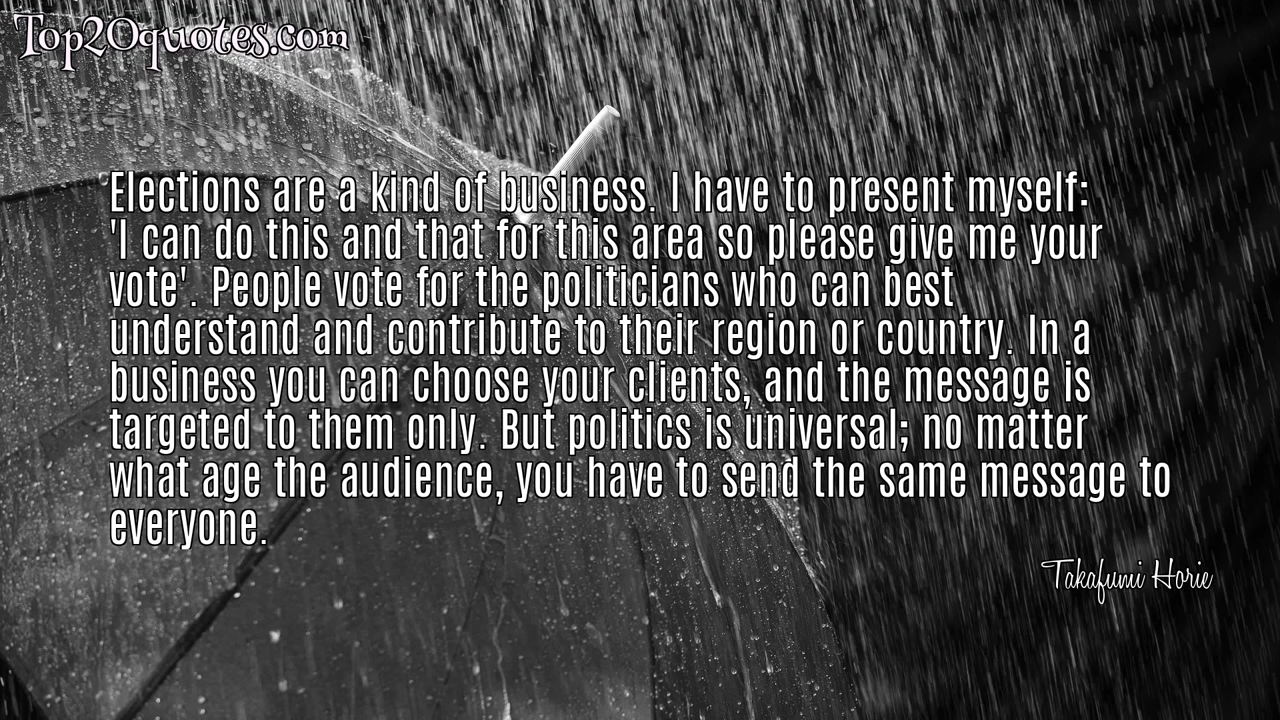 Top20quotes.com
Elections are a kind of business. I have to present myself:
'I can do this and that for this area so please give me your
vote'. People vote for the politicians who can best
understand and contribute to their region or country. In a
business you can choose your clients, and the message is
targeted to them only. But politics is universal; no matter
what age the audience, you have to send the same message to
everyone.
Takafumi Horie